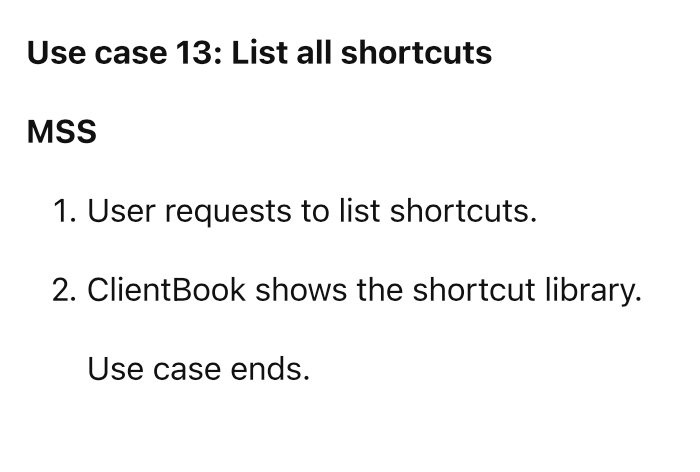 Use case 13: List all shortcuts
MSS
1. User requests to list shortcuts.
2. ClientBook shows the shortcut library.
Use case ends.